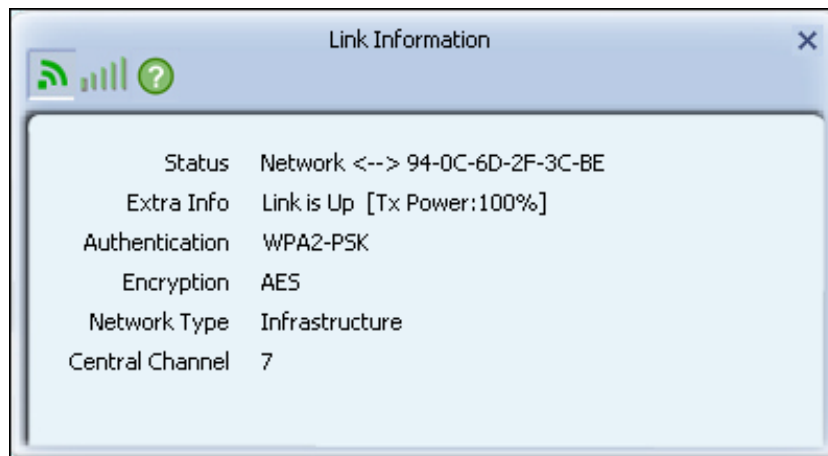 Link Information
Status Network <--> 94-0C-6D-2F-3C-BE
Extra Info Link is Up [Tx Power:100%]
Authentication WPA2-PSK
Encryption AES
Network Type Infrastructure
Central Channel 7